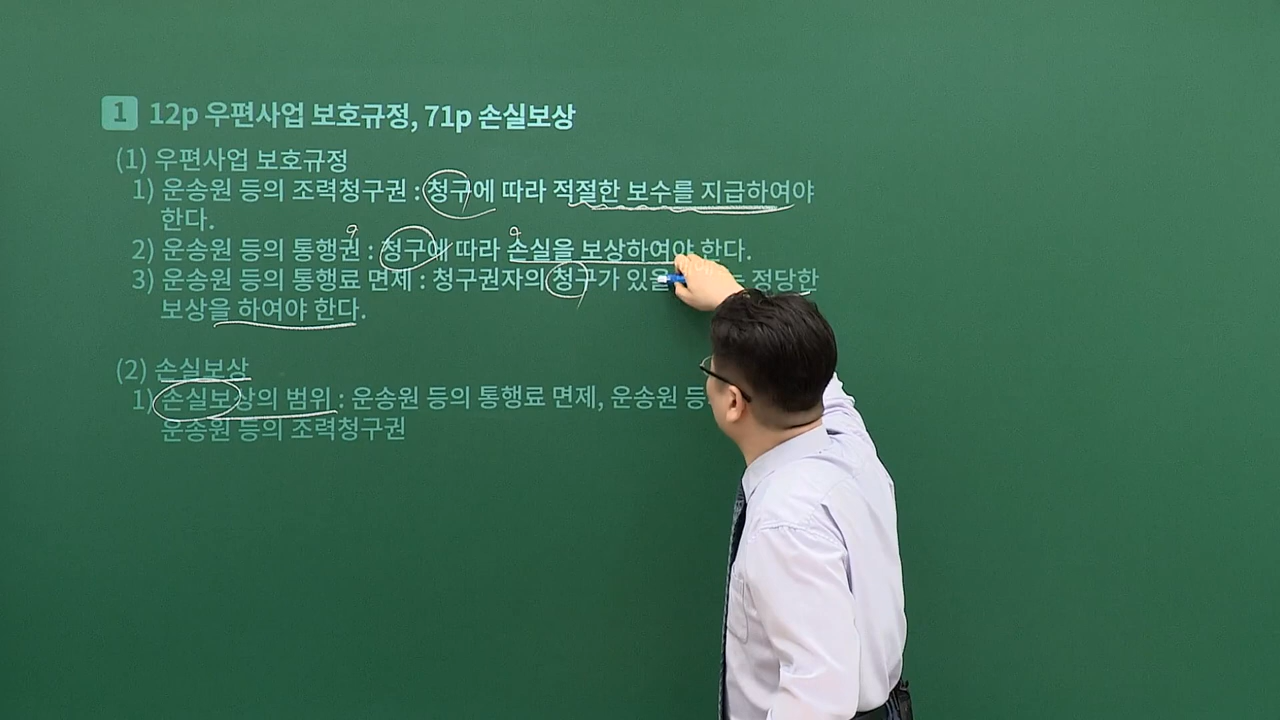 1 12p 우편사업 보호규정, 71p 손실보상
(1) 우편사업 보호규정
1) 운송원 등의 조력청구권 : 청구에 따라 적절한 보수를 지급하여야
한다.
2) 운송원 등의 통행권 : 청구에 따라 손실을 보상하여야 한다.
3) 운송원 등의 통행료 면제 : 청구권자의 청구가 있을 정당한
보상을 하여야 한다.
(2) 손실보상
1) 손실보상의 범위 : 운송원 등의 통행료 면제, 운송원 등
운송원 등의 조력청구권